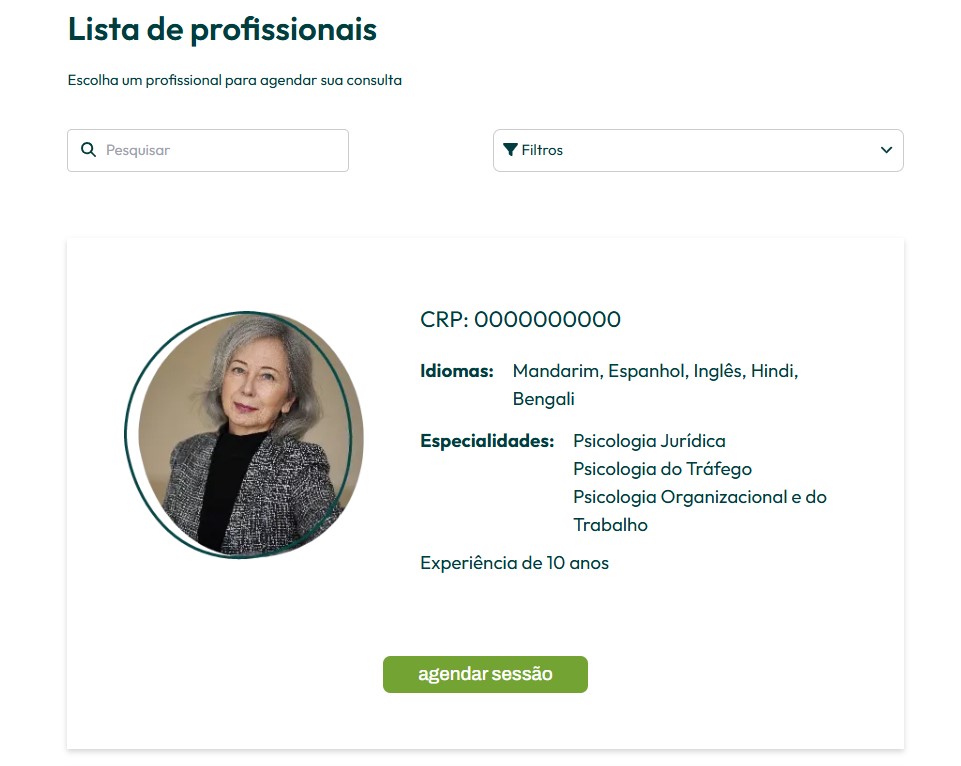 Lista de profissionais
Escolha um profissional para agendar sua consulta
Pesquisar
Filtros
CRP: 0000000000
Idiomas: Mandarim, Espanhol, Inglês, Hindi,
Bengali
Especialidades: Psicologia Jurídica
Psicologia do Tráfego
Psicologia Organizacional e do
Trabalho
Experiência de 10 anos
agendar sessão